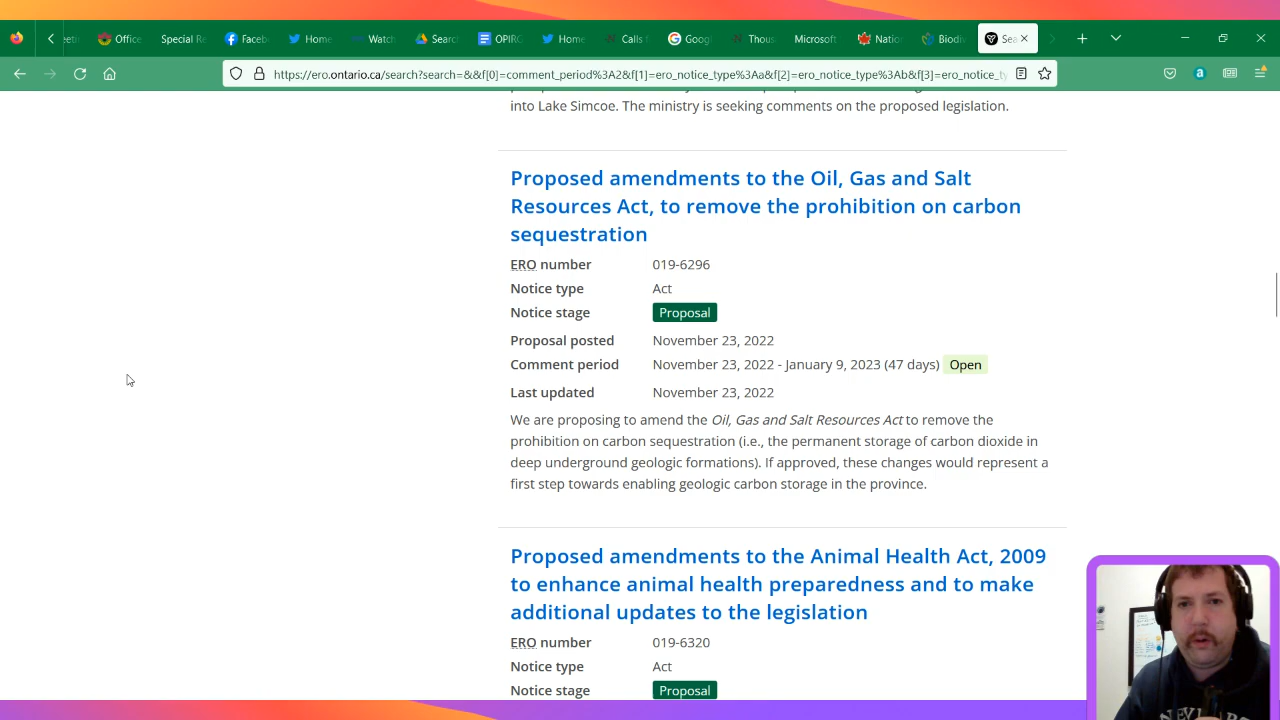 Office
Special Re
Faceb
Home
Watch
Searc
OPIRG
Home
Calls f
Googl
Thous
Microsoft
Natio
Biodi
Sea
https://ero.ontario.ca/search?search=&&f[0]=comment_period%3A2&f[1]=ero_notice_type%3Aa&f[2]=ero_notice_type%3Ab&f[3]=ero_notice_ty
into Lake Simcoe. The ministry is seeking comments on the proposed legislation.
Proposed amendments to the Oil, Gas and Salt
Resources Act, to remove the prohibition on carbon
sequestration
ERO number 019-6296
Notice type Act
Notice stage Proposal
Proposal posted November 23, 2022
Comment period November 23, 2022 - January 9, 2023 (47 days) Open
Last updated November 23, 2022
We are proposing to amend the Oil, Gas and Salt Resources Act to remove the
prohibition on carbon sequestration (i.e., the permanent storage of carbon dioxide in
deep underground geologic formations). If approved, these changes would represent a
first step towards enabling geologic carbon storage in the province.
Proposed amendments to the Animal Health Act, 2009
to enhance animal health preparedness and to make
additional updates to the legislation
ERO number 019-6320
Notice type Act
Notice stage Proposal